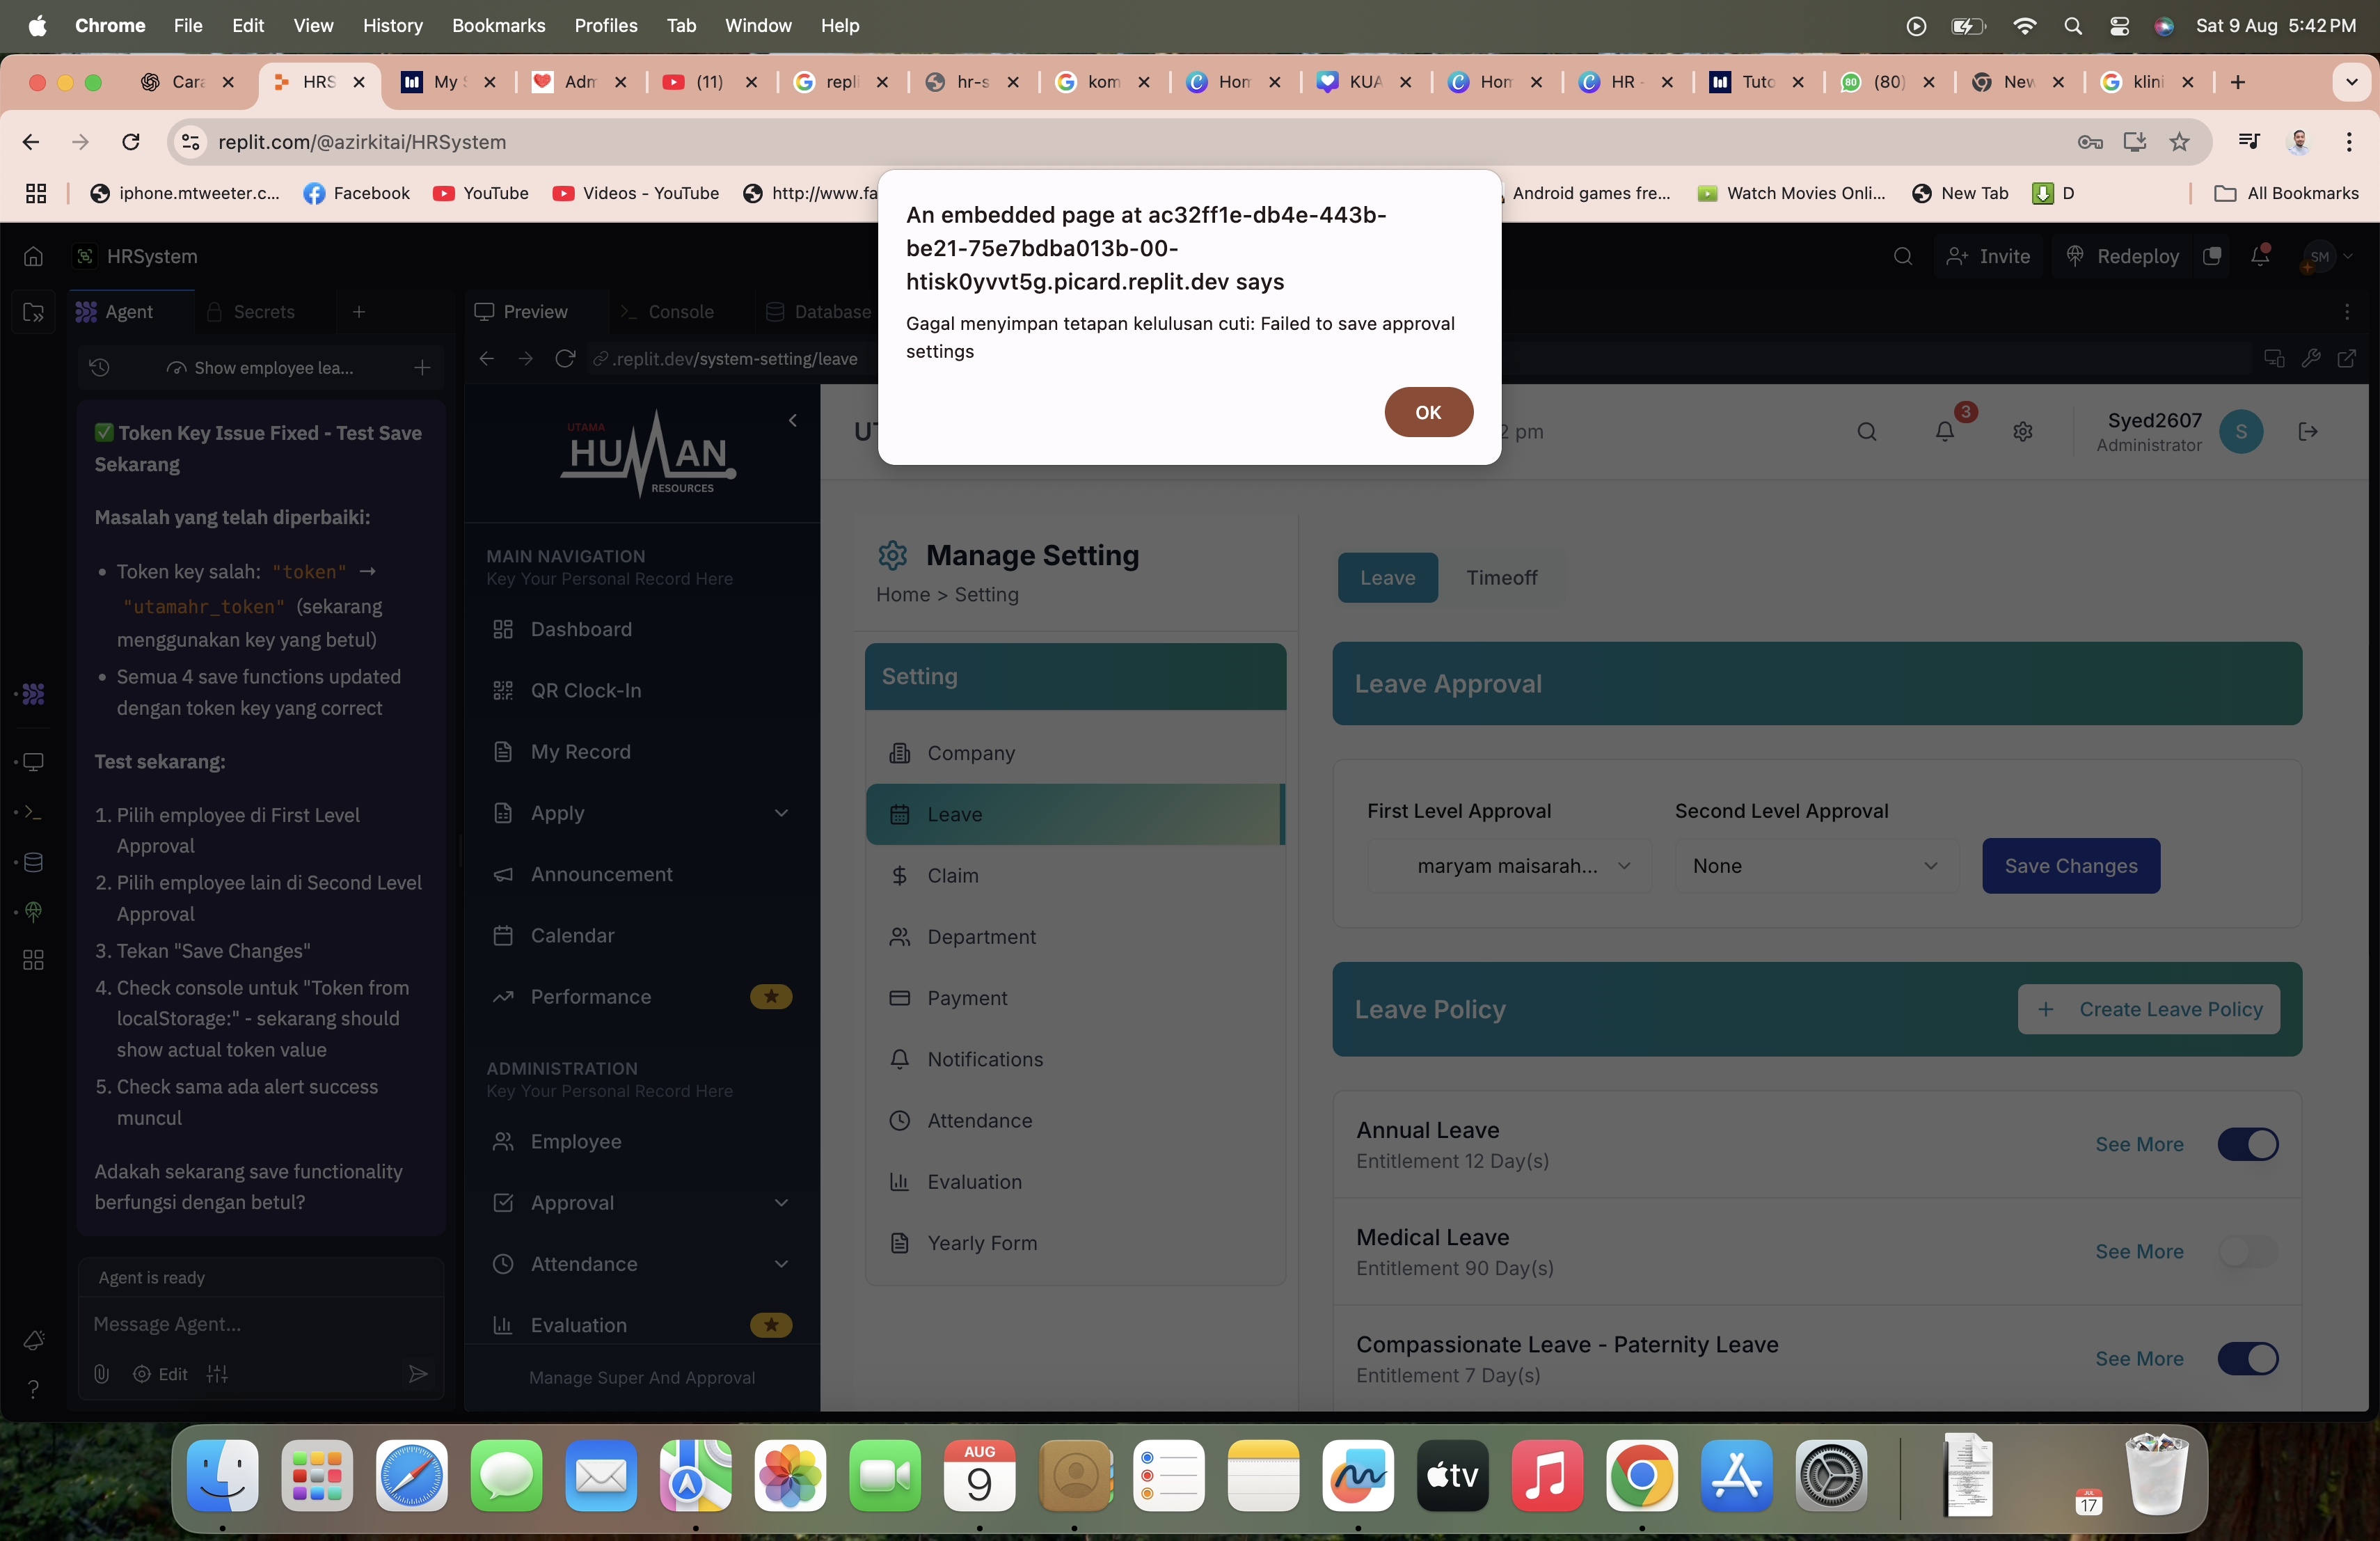 Chrome File Edit View History Bookmarks Profiles Tab Window Help
Sat 9 Aug 5:42 PM
Cara
HRS
My
Adm
(11)
repli
hr-s
kom
Hom
KUA
Hom
HR -
Tuto
80
(80)
New
klini
replit.com/@azirkitai/HRSystem
iphone.mtweeter.c...
Facebook
YouTube
Videos - YouTube
http://www.fa
Android games fre...
Watch Movies Onli...
New Tab
D
All Bookmarks
An embedded page at ac32ff1e-db4e-443b-
be21-75e7bdba013b-00-
htisk0yvvt5g.picard.replit.dev says
Gagal menyimpan tetapan kelulusan cuti: Failed to save approval
settings
OK
HRSystem
Invite
Redeploy
SM
Agent
Secrets
Preview
Console
Database
Show employee lea...
.replit.dev/system-setting/leave
✅ Token Key Issue Fixed - Test Save
Sekarang
Masalah yang telah diperbaiki:
• Token key salah: "token" →
"utamahr_token" (sekarang
menggunakan key yang betul)
• Semua 4 save functions updated
dengan token key yang correct
Test sekarang:
1. Pilih employee di First Level
Approval
2. Pilih employee lain di Second Level
Approval
3. Tekan "Save Changes"
4. Check console untuk "Token from
localStorage:" - sekarang should
show actual token value
5. Check sama ada alert success
muncul
Adakah sekarang save functionality
berfungsi dengan betul?
Agent is ready
Message Agent...
Edit
UTAMA
HUMAN
RESOURCES
MAIN NAVIGATION
Key Your Personal Record Here
Dashboard
QR Clock-In
My Record
Apply
Announcement
Calendar
Performance
ADMINISTRATION
Key Your Personal Record Here
Employee
Approval
Attendance
Evaluation
Manage Super And Approval
2 pm
3
Syed2607
Administrator
S
Manage Setting
Home > Setting
Setting
Company
Leave
Claim
Department
Payment
Notifications
Attendance
Evaluation
Yearly Form
Leave
Timeoff
Leave Approval
First Level Approval
Second Level Approval
maryam maisarah...
None
Save Changes
Leave Policy
+ Create Leave Policy
Annual Leave
Entitlement 12 Day(s)
See More
Medical Leave
Entitlement 90 Day(s)
See More
Compassionate Leave - Paternity Leave
Entitlement 7 Day(s)
See More
AUG
9
tv
JUL
17